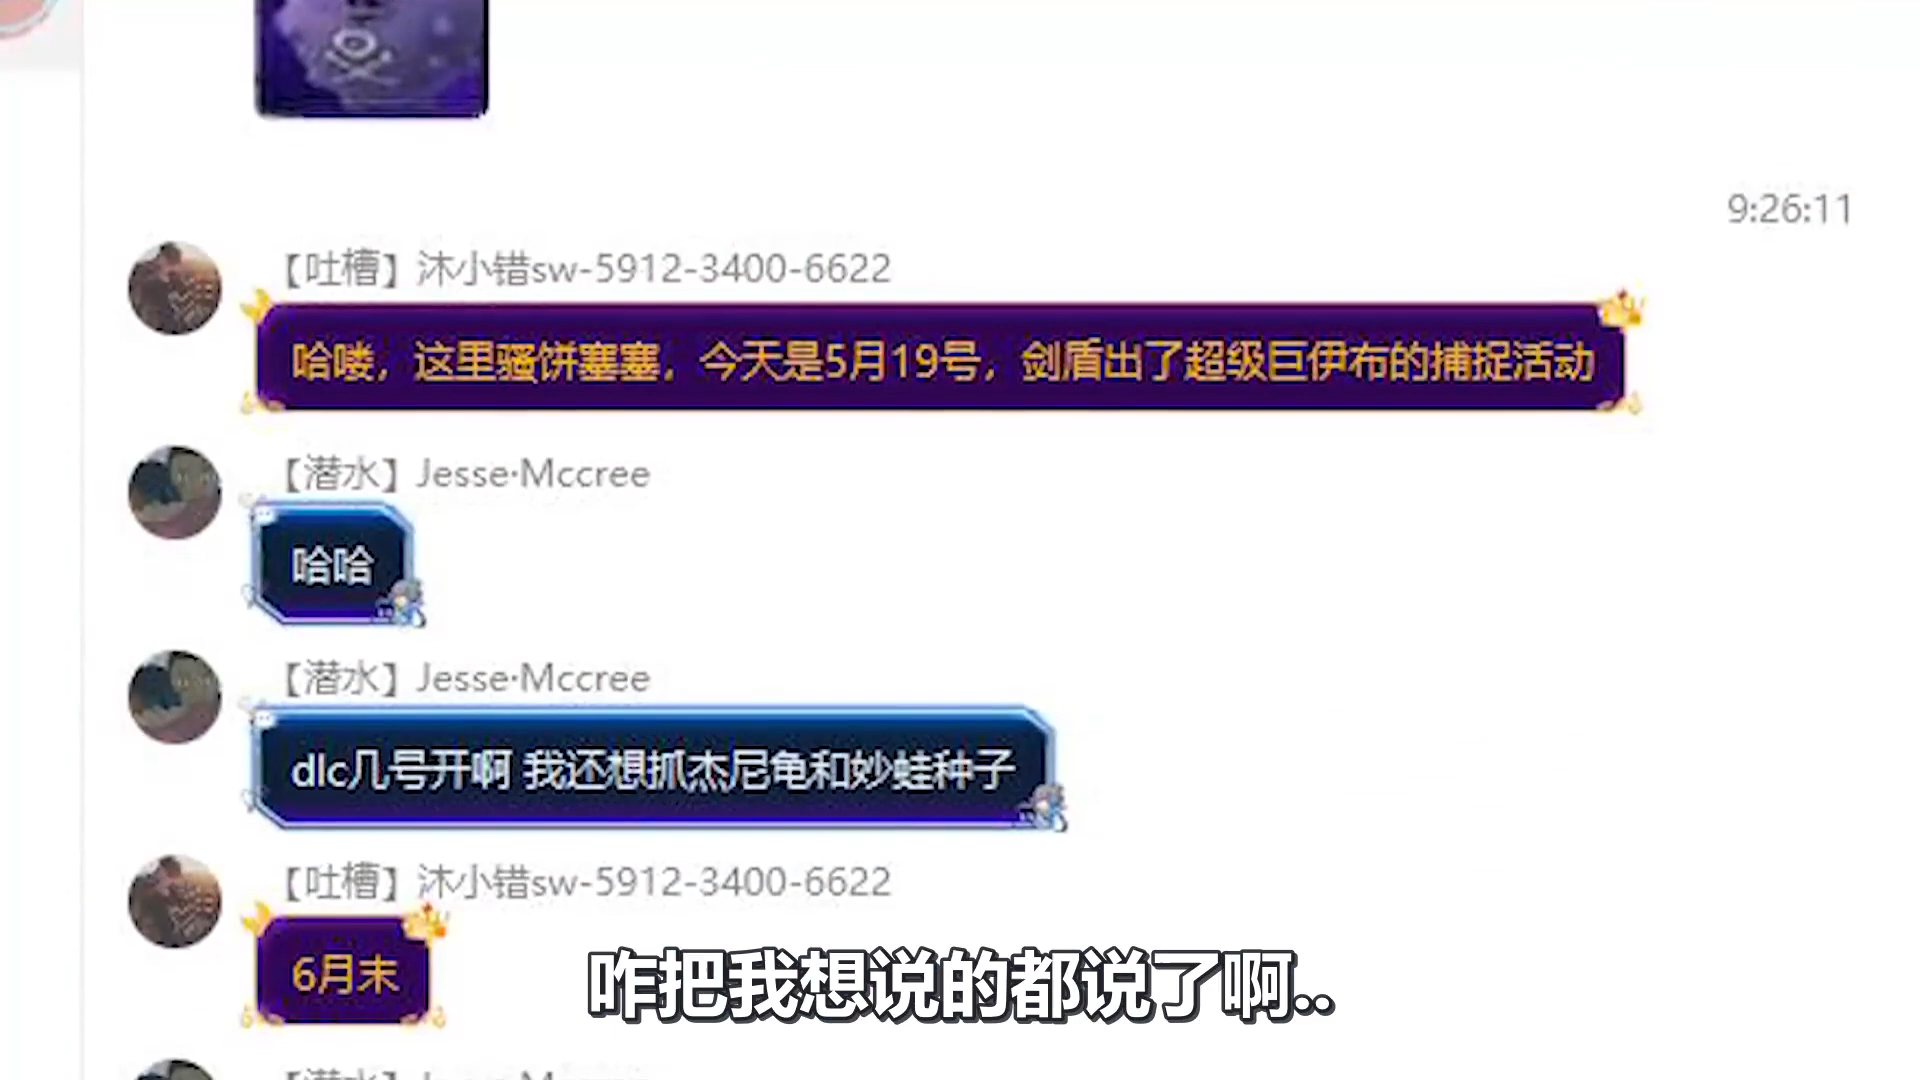 9:26:11
【吐槽】沐小错sw-5912-3400-6622
哈喽，这里骚饼塞塞，今天是5月19号，剑盾出了超级巨伊布的捕捉活动
【潜水】Jesse·Mccree
哈哈
【潜水】Jesse·Mccree
dlc几号开啊 我还想抓杰尼龟和妙蛙种子
【吐槽】沐小错sw-5912-3400-6622
6月末
咋把我想说的都说了啊..